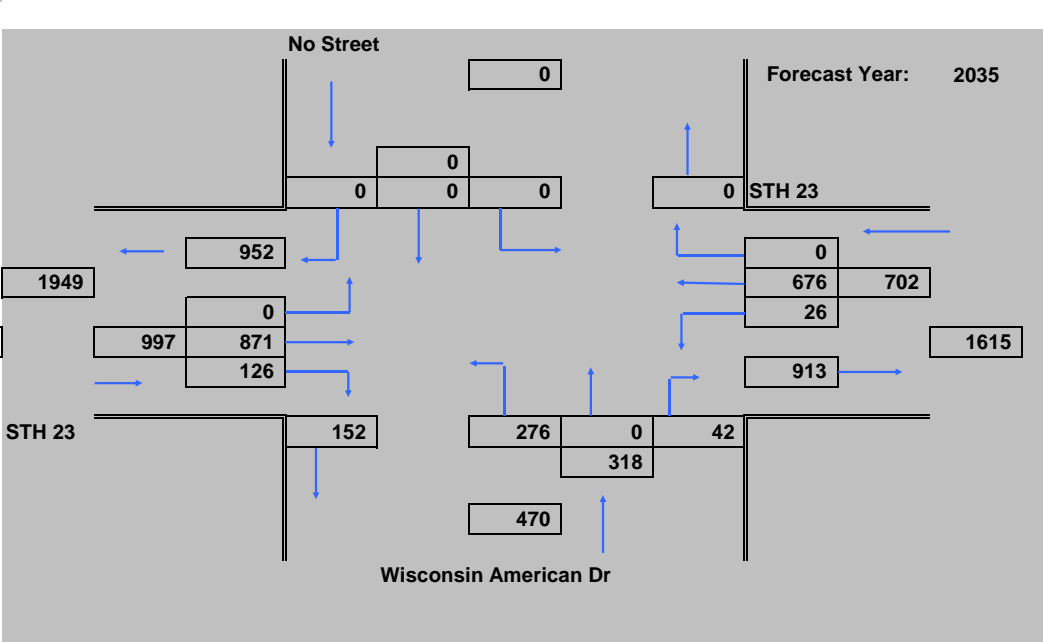 No Street
0
Forecast Year: 2035
0
0 0 0 0 STH 23
952 0
1949 676 702
0 26
997 871 1615
126 913
STH 23 152 276 0 42
318
470
Wisconsin American Dr